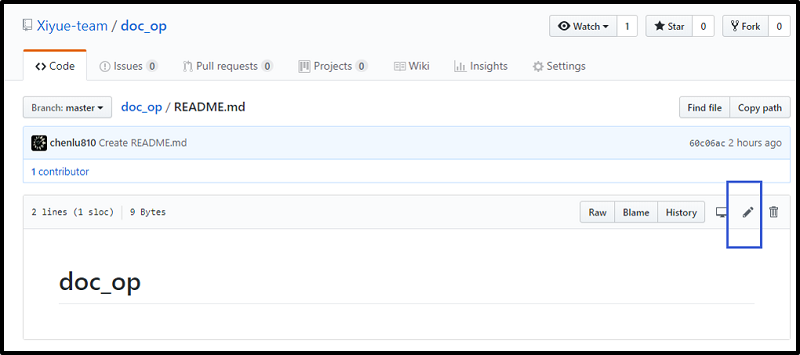 Xiyue-team / doc_op Watch 1 Star 0 Fork 0
Code Issues 0 Pull requests 0 Projects 0 Wiki Insights Settings
Branch: master doc_op / README.md Find file Copy path
chenlu810 Create README.md 60c06ac 2 hours ago
1 contributor
2 lines (1 sloc) 9 Bytes Raw Blame History
doc_op